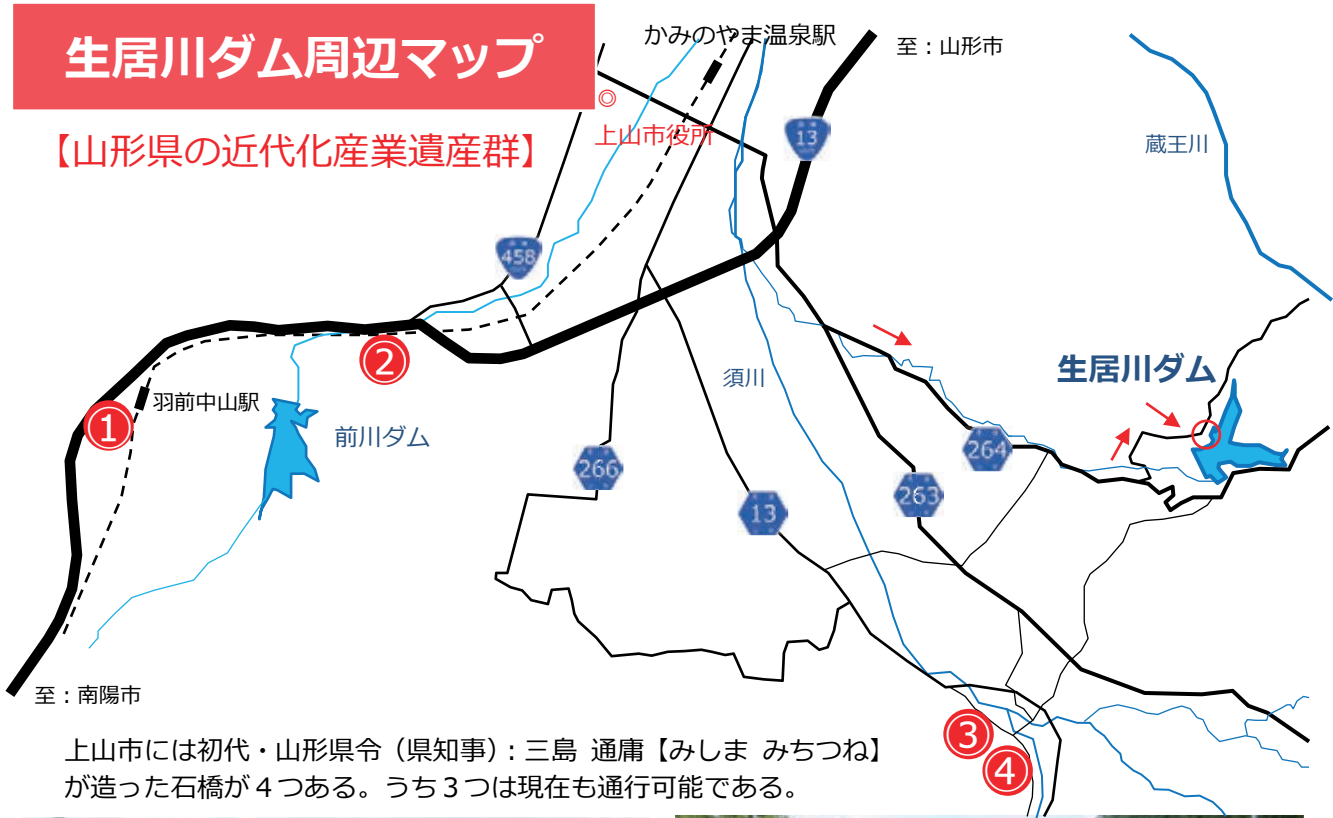 生居川ダム周辺マップ
【山形県の近代化産業遺産群】
かみのやま温泉駅
至：山形市
◎
上山市役所
13
蔵王川
458
②
生居川ダム
須川
羽前中山駅
①
前川ダム
264
266
263
13
至：南陽市
③
④
上山市には初代・山形県令（県知事）：三島 通庸【みしま みちつね】
が造った石橋が４つある。うち３つは現在も通行可能である。